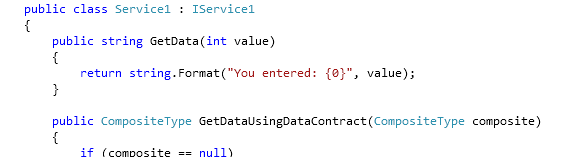 public class Service1 : IService1
{
public string GetData(int value)
{
return string.Format("You entered: {0}", value);
}
public CompositeType GetDataUsingDataContract(CompositeType composite)
{
if (composite == null)